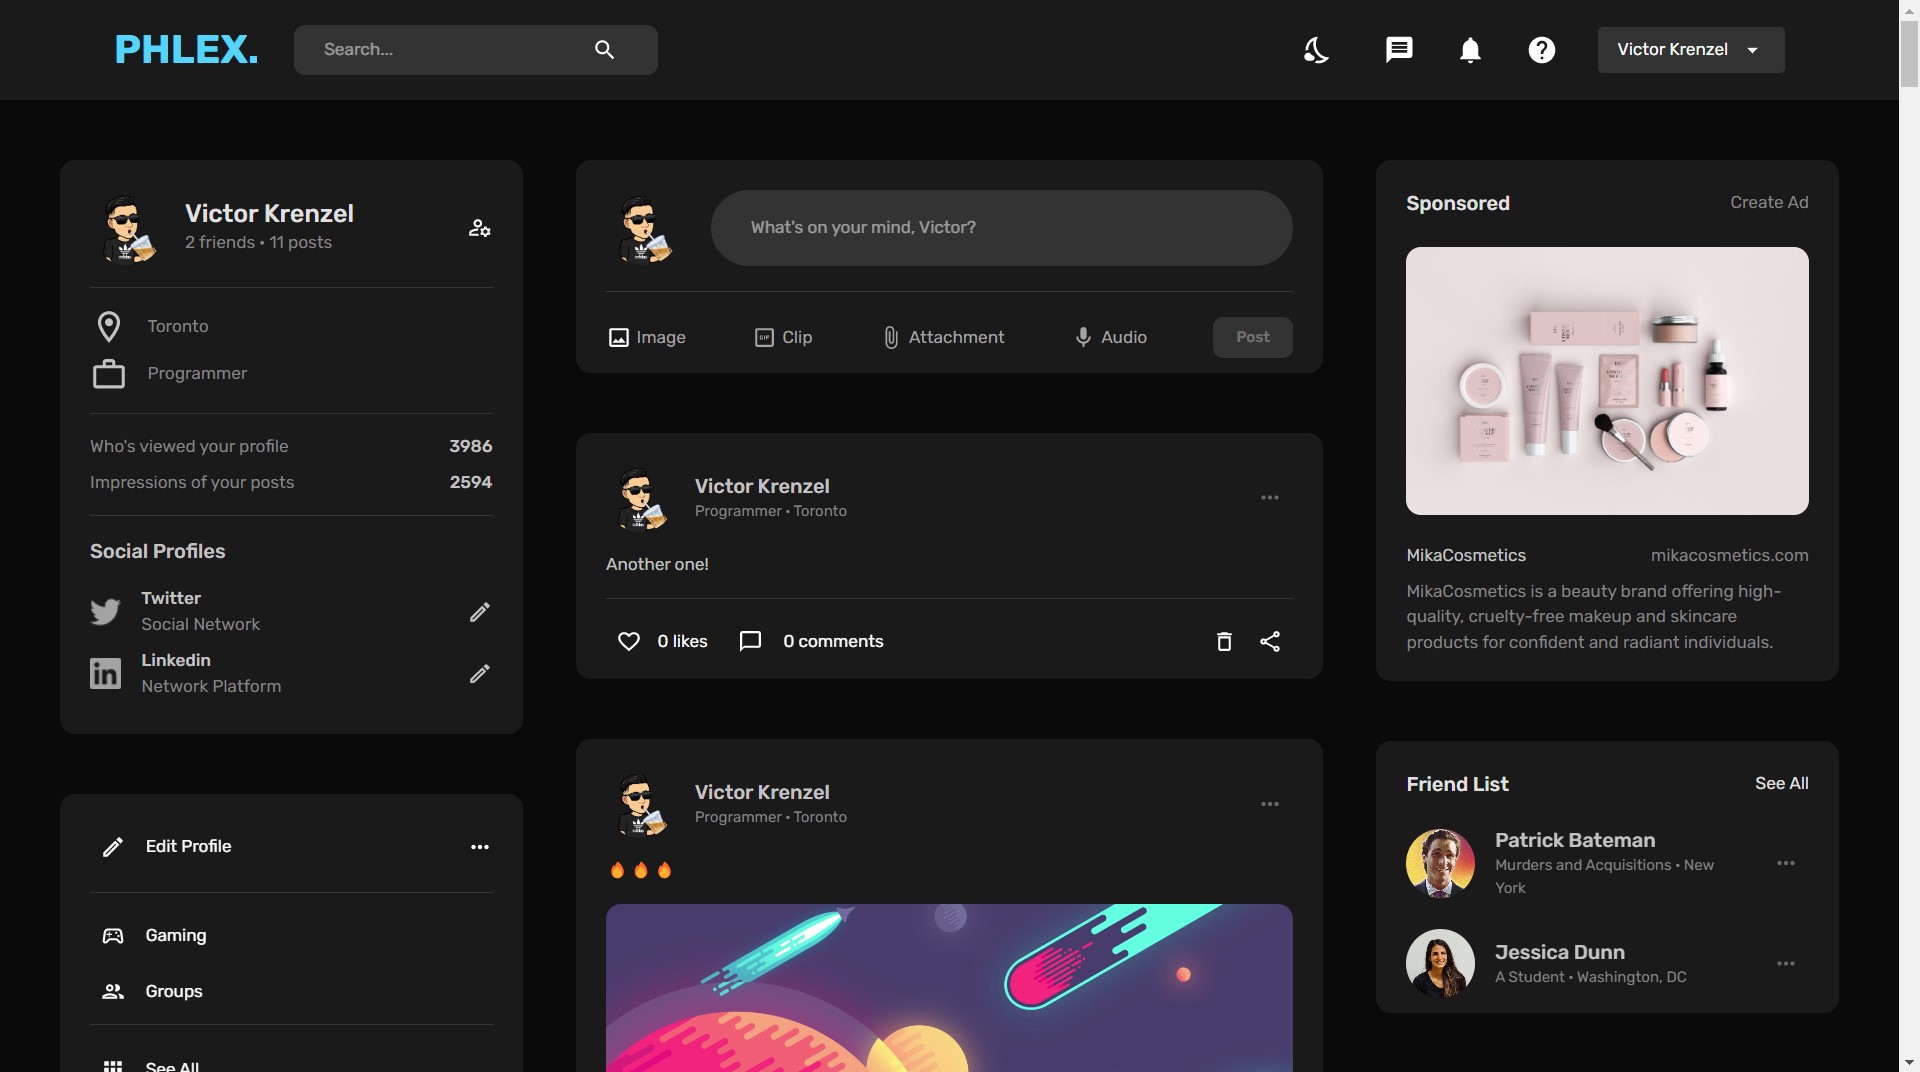 PHLEX.
Search...
Victor Krenzel
Victor Krenzel
2 friends • 11 posts
Toronto
Programmer
Who's viewed your profile 3986
Impressions of your posts 2594
Social Profiles
Twitter
Social Network
Linkedin
Network Platform
Edit Profile
Gaming
Groups
See All
What's on your mind, Victor?
Image
GIF Clip
Attachment
Audio
Post
Victor Krenzel
Programmer • Toronto
Another one!
0 likes
0 comments
Victor Krenzel
Programmer • Toronto
🔥 🔥 🔥
Sponsored
Create Ad
MikaCosmetics
mikacosmetics.com
MikaCosmetics is a beauty brand offering high-
quality, cruelty-free makeup and skincare
products for confident and radiant individuals.
Friend List
See All
Patrick Bateman
Murders and Acquisitions • New
York
Jessica Dunn
A Student • Washington, DC